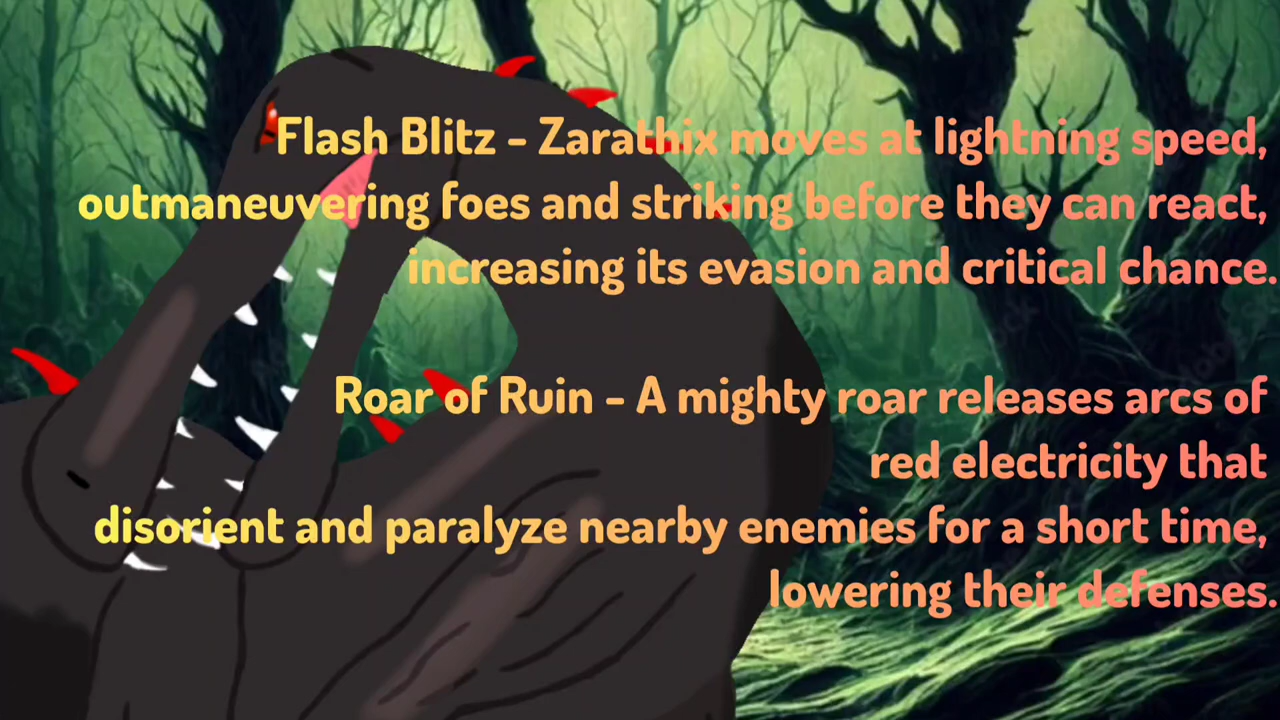 Flash Blitz - Zarathix moves at lightning speed,
outmaneuvering foes and striking before they can react,
increasing its evasion and critical chance.
Roar of Ruin - A mighty roar releases arcs of
red electricity that
disorient and paralyze nearby enemies for a short time,
lowering their defenses.